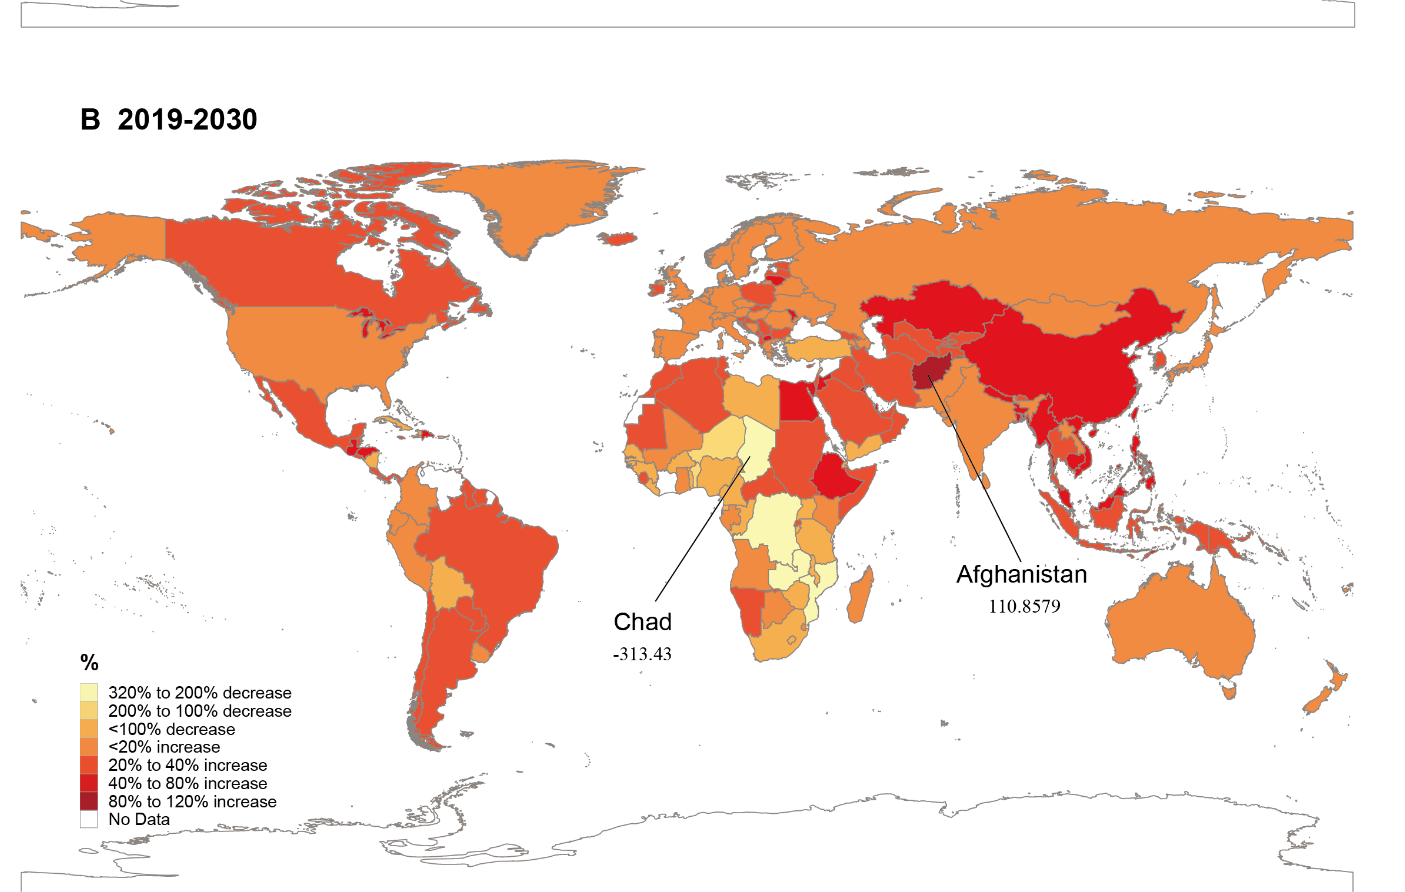 B 2019-2030
Afghanistan
110.8579
Chad
-313.43
%
320% to 200% decrease
200% to 100% decrease
<100% decrease
<20% increase
20% to 40% increase
40% to 80% increase
80% to 120% increase
No Data